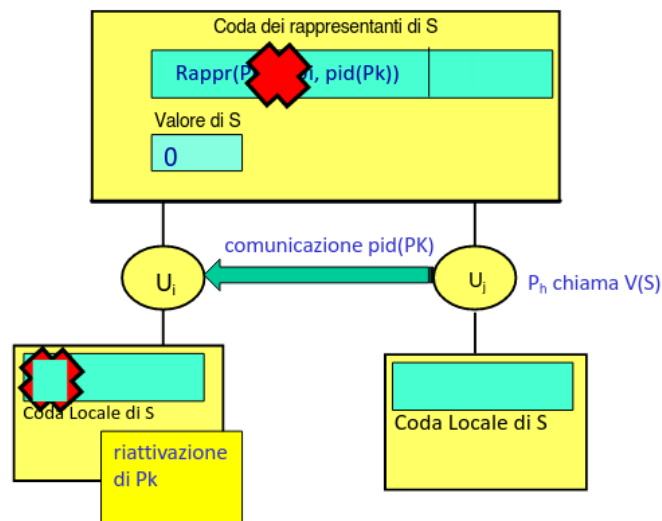 Coda dei rappresentanti di S
Rappr(P i, pid(Pk))
Valore di S
0
comunicazione pid(PK)
Ui
Uj
Ph chiama V(S)
Coda Locale di S
Coda Locale di S
riattivazione
di Pk